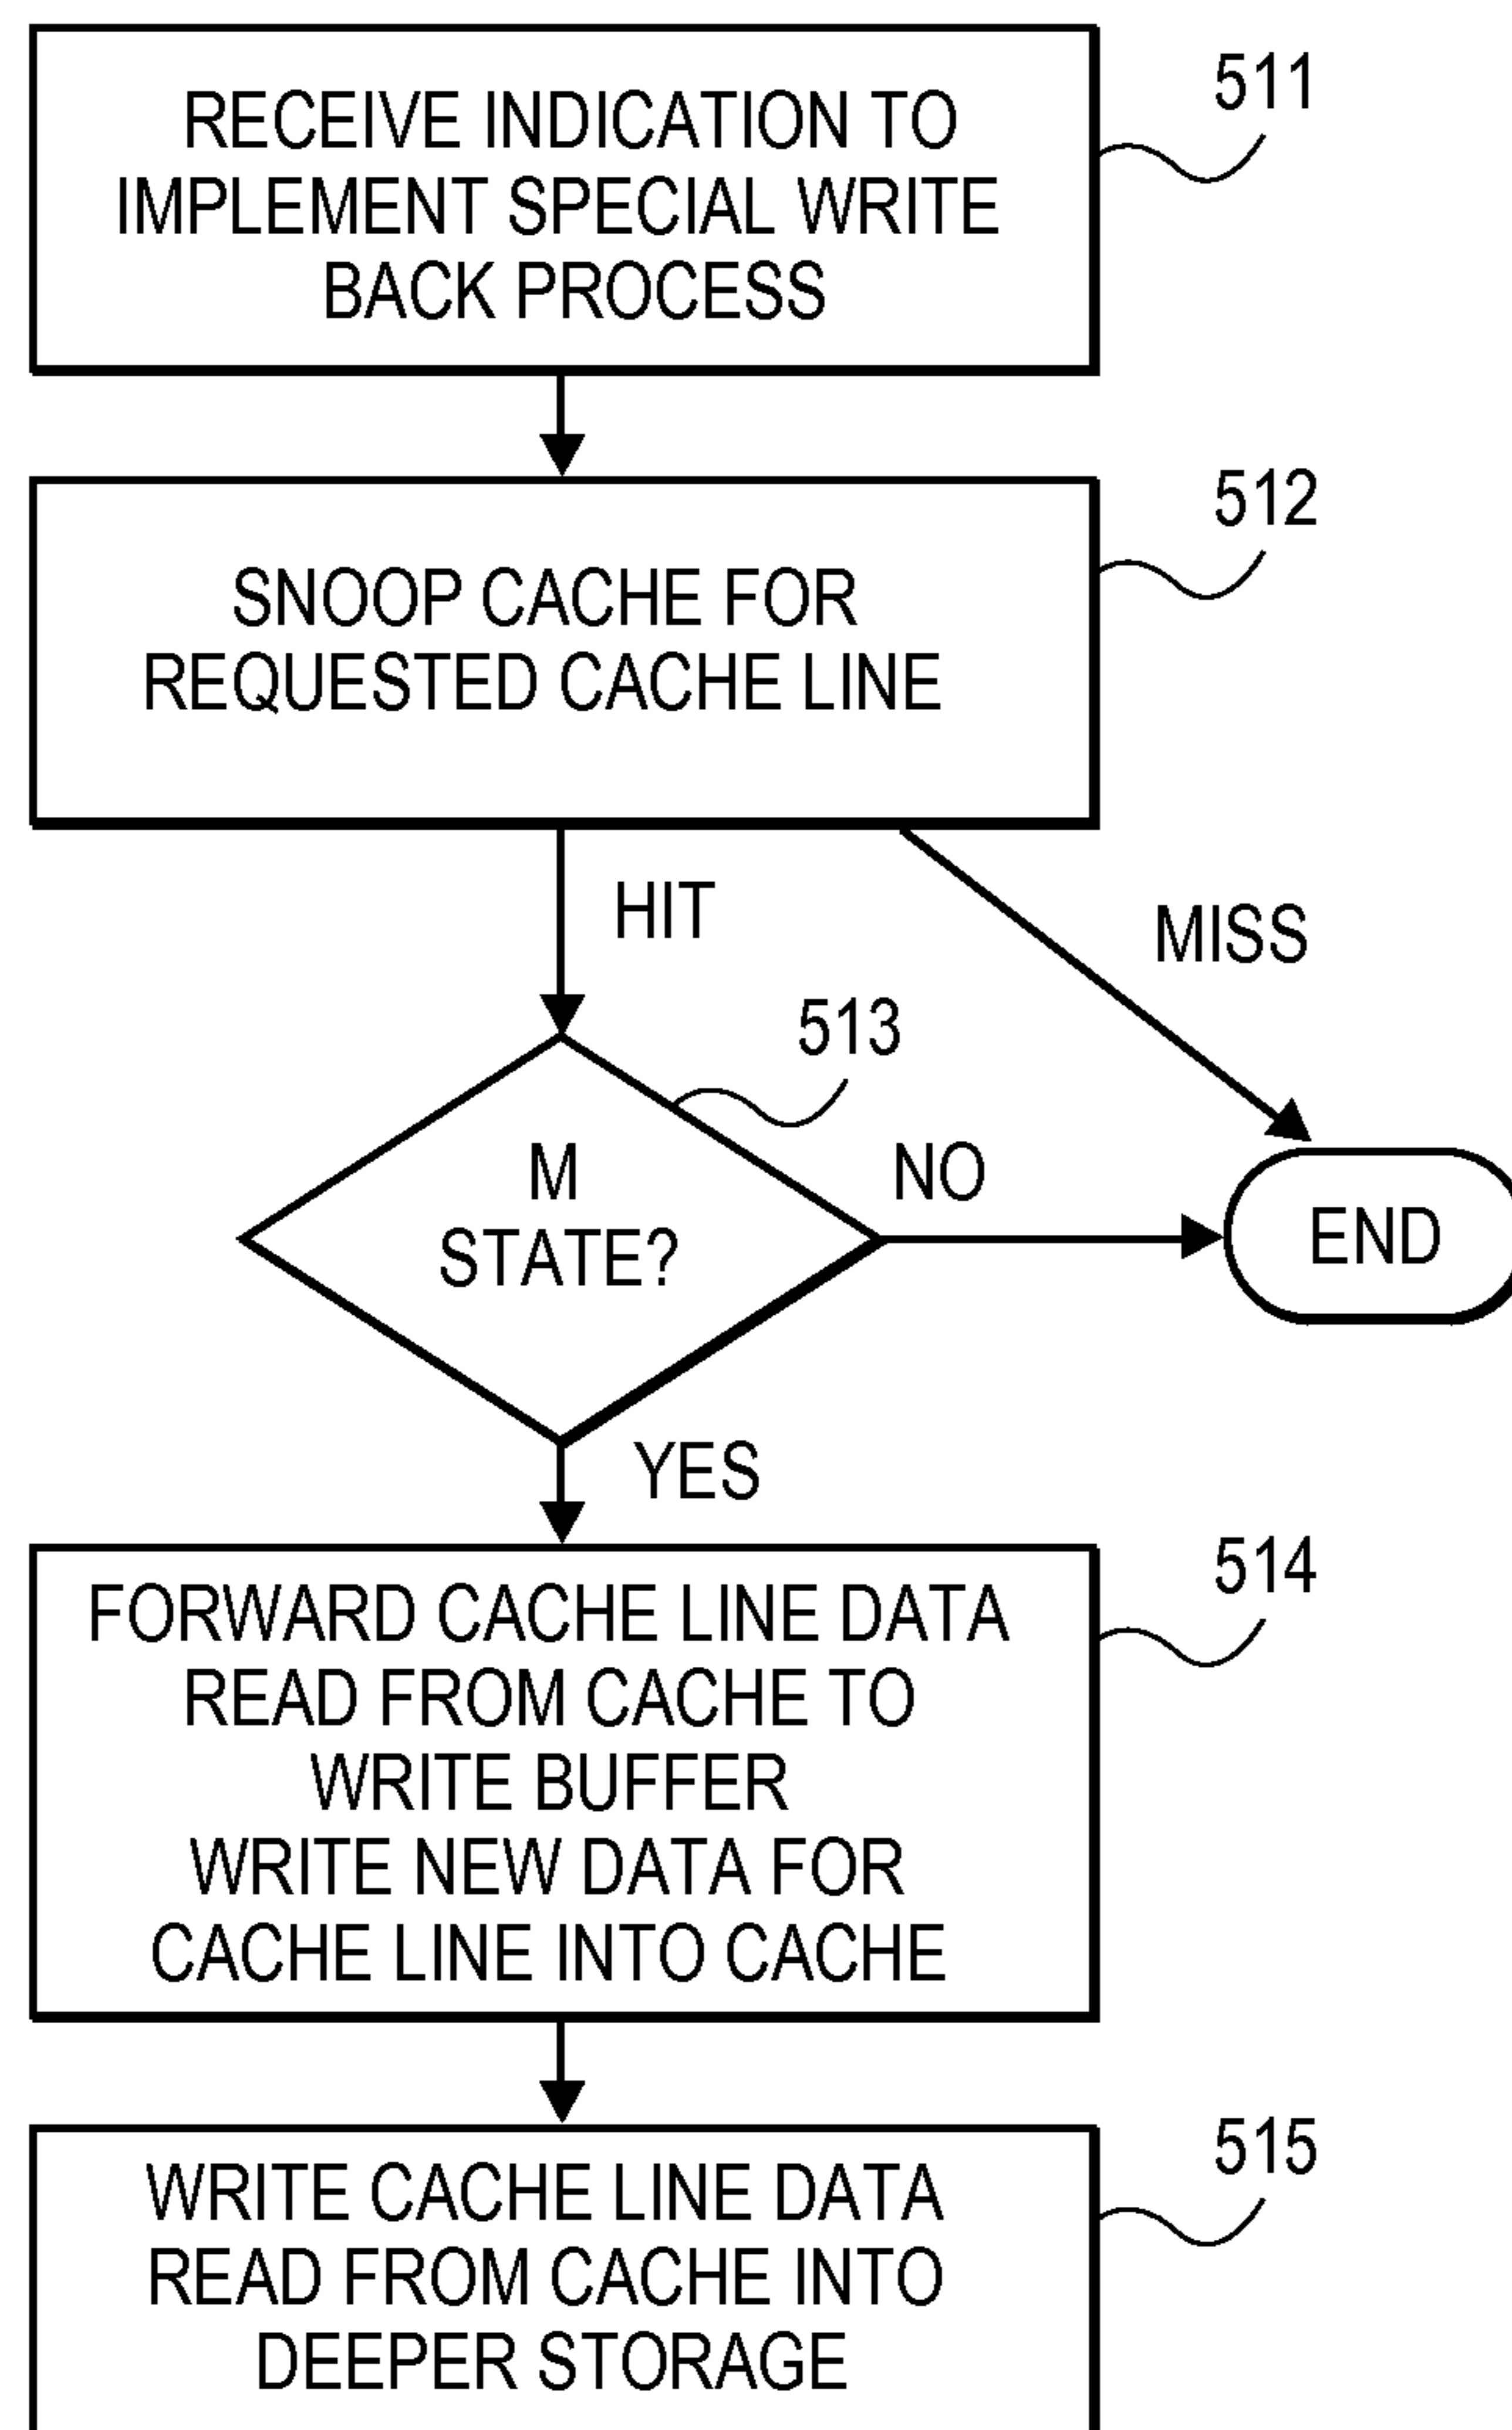 511
RECEIVE INDICATION TO
IMPLEMENT SPECIAL WRITE
BACK PROCESS
512
SNOOP CACHE FOR
REQUESTED CACHE LINE
HIT
MISS
513
M
STATE?
NO
END
YES
514
FORWARD CACHE LINE DATA
READ FROM CACHE TO
WRITE BUFFER
WRITE NEW DATA FOR
CACHE LINE INTO CACHE
515
WRITE CACHE LINE DATA
READ FROM CACHE INTO
DEEPER STORAGE